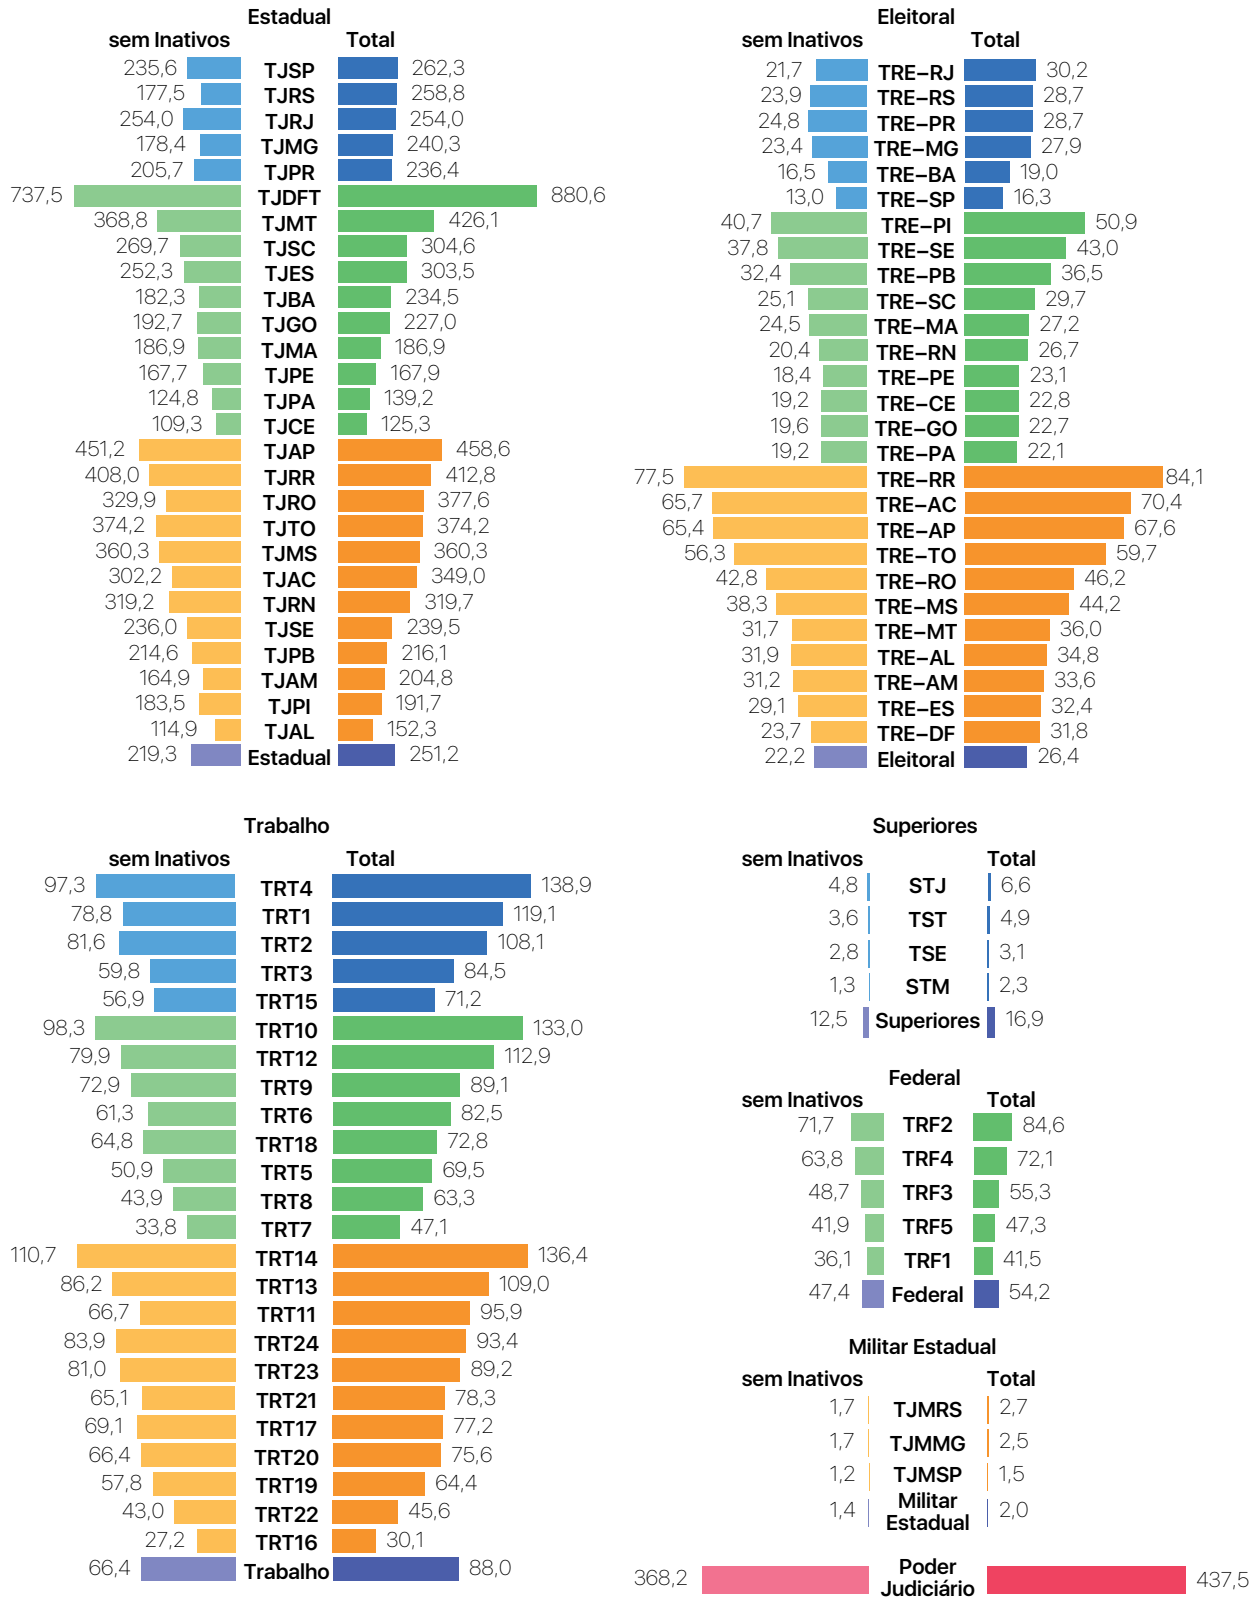 Estadual
sem Inativos Total
235,6 TJSP 262,3
177,5 TJRS 258,8
254,0 TJRJ 254,0
178,4 TJMG 240,3
205,7 TJPR 236,4
737,5 TJDFT 880,6
368,8 TJMT 426,1
269,7 TJSC 304,6
252,3 TJES 303,5
182,3 TJBA 234,5
192,7 TJGO 227,0
186,9 TJMA 186,9
167,7 TJPE 167,9
124,8 TJPA 139,2
109,3 TJCE 125,3
451,2 TJAP 458,6
408,0 TJRR 412,8
329,9 TJRO 377,6
374,2 TJTO 374,2
360,3 TJMS 360,3
302,2 TJAC 349,0
319,2 TJRN 319,7
236,0 TJSE 239,5
214,6 TJPB 216,1
164,9 TJAM 204,8
183,5 TJPI 191,7
114,9 TJAL 152,3
219,3 Estadual 251,2
Eleitoral
sem Inativos Total
21,7 TRE–RJ 30,2
23,9 TRE–RS 28,7
24,8 TRE–PR 28,7
23,4 TRE–MG 27,9
16,5 TRE–BA 19,0
13,0 TRE–SP 16,3
40,7 TRE–PI 50,9
37,8 TRE–SE 43,0
32,4 TRE–PB 36,5
25,1 TRE–SC 29,7
24,5 TRE–MA 27,2
20,4 TRE–RN 26,7
18,4 TRE–PE 23,1
19,2 TRE–CE 22,8
19,6 TRE–GO 22,7
19,2 TRE–PA 22,1
77,5 TRE–RR 84,1
65,7 TRE–AC 70,4
65,4 TRE–AP 67,6
56,3 TRE–TO 59,7
42,8 TRE–RO 46,2
38,3 TRE–MS 44,2
31,7 TRE–MT 36,0
31,9 TRE–AL 34,8
31,2 TRE–AM 33,6
29,1 TRE–ES 32,4
23,7 TRE–DF 31,8
22,2 Eleitoral 26,4
Trabalho
sem Inativos Total
97,3 TRT4 138,9
78,8 TRT1 119,1
81,6 TRT2 108,1
59,8 TRT3 84,5
56,9 TRT15 71,2
98,3 TRT10 133,0
79,9 TRT12 112,9
72,9 TRT9 89,1
61,3 TRT6 82,5
64,8 TRT18 72,8
50,9 TRT5 69,5
43,9 TRT8 63,3
33,8 TRT7 47,1
110,7 TRT14 136,4
86,2 TRT13 109,0
66,7 TRT11 95,9
83,9 TRT24 93,4
81,0 TRT23 89,2
65,1 TRT21 78,3
69,1 TRT17 77,2
66,4 TRT20 75,6
57,8 TRT19 64,4
43,0 TRT22 45,6
27,2 TRT16 30,1
66,4 Trabalho 88,0
Superiores
sem Inativos Total
4,8 STJ 6,6
3,6 TST 4,9
2,8 TSE 3,1
1,3 STM 2,3
12,5 Superiores 16,9
Federal
sem Inativos Total
71,7 TRF2 84,6
63,8 TRF4 72,1
48,7 TRF3 55,3
41,9 TRF5 47,3
36,1 TRF1 41,5
47,4 Federal 54,2
Militar Estadual
sem Inativos Total
1,7 TJMRS 2,7
1,7 TJMMG 2,5
1,2 TJMSP 1,5
Militar
1,4 Estadual 2,0
Poder
368,2 Judiciário 437,5